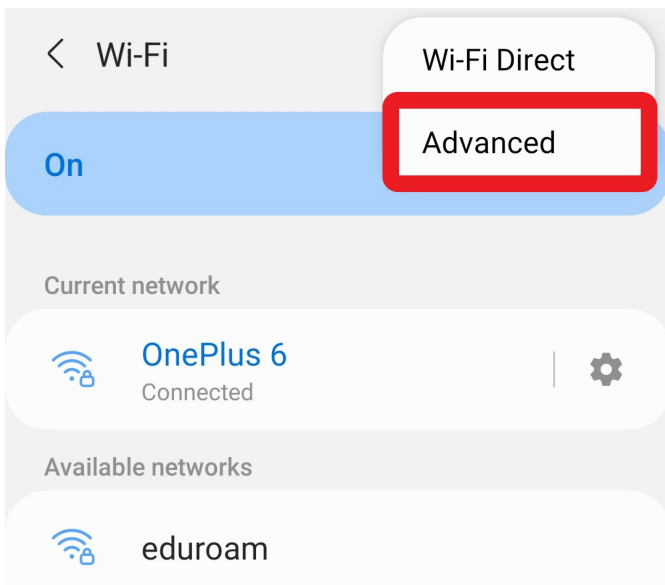 Wi-Fi
Wi-Fi Direct
Advanced
On
Current network
OnePlus 6
Connected
Available networks
eduroam